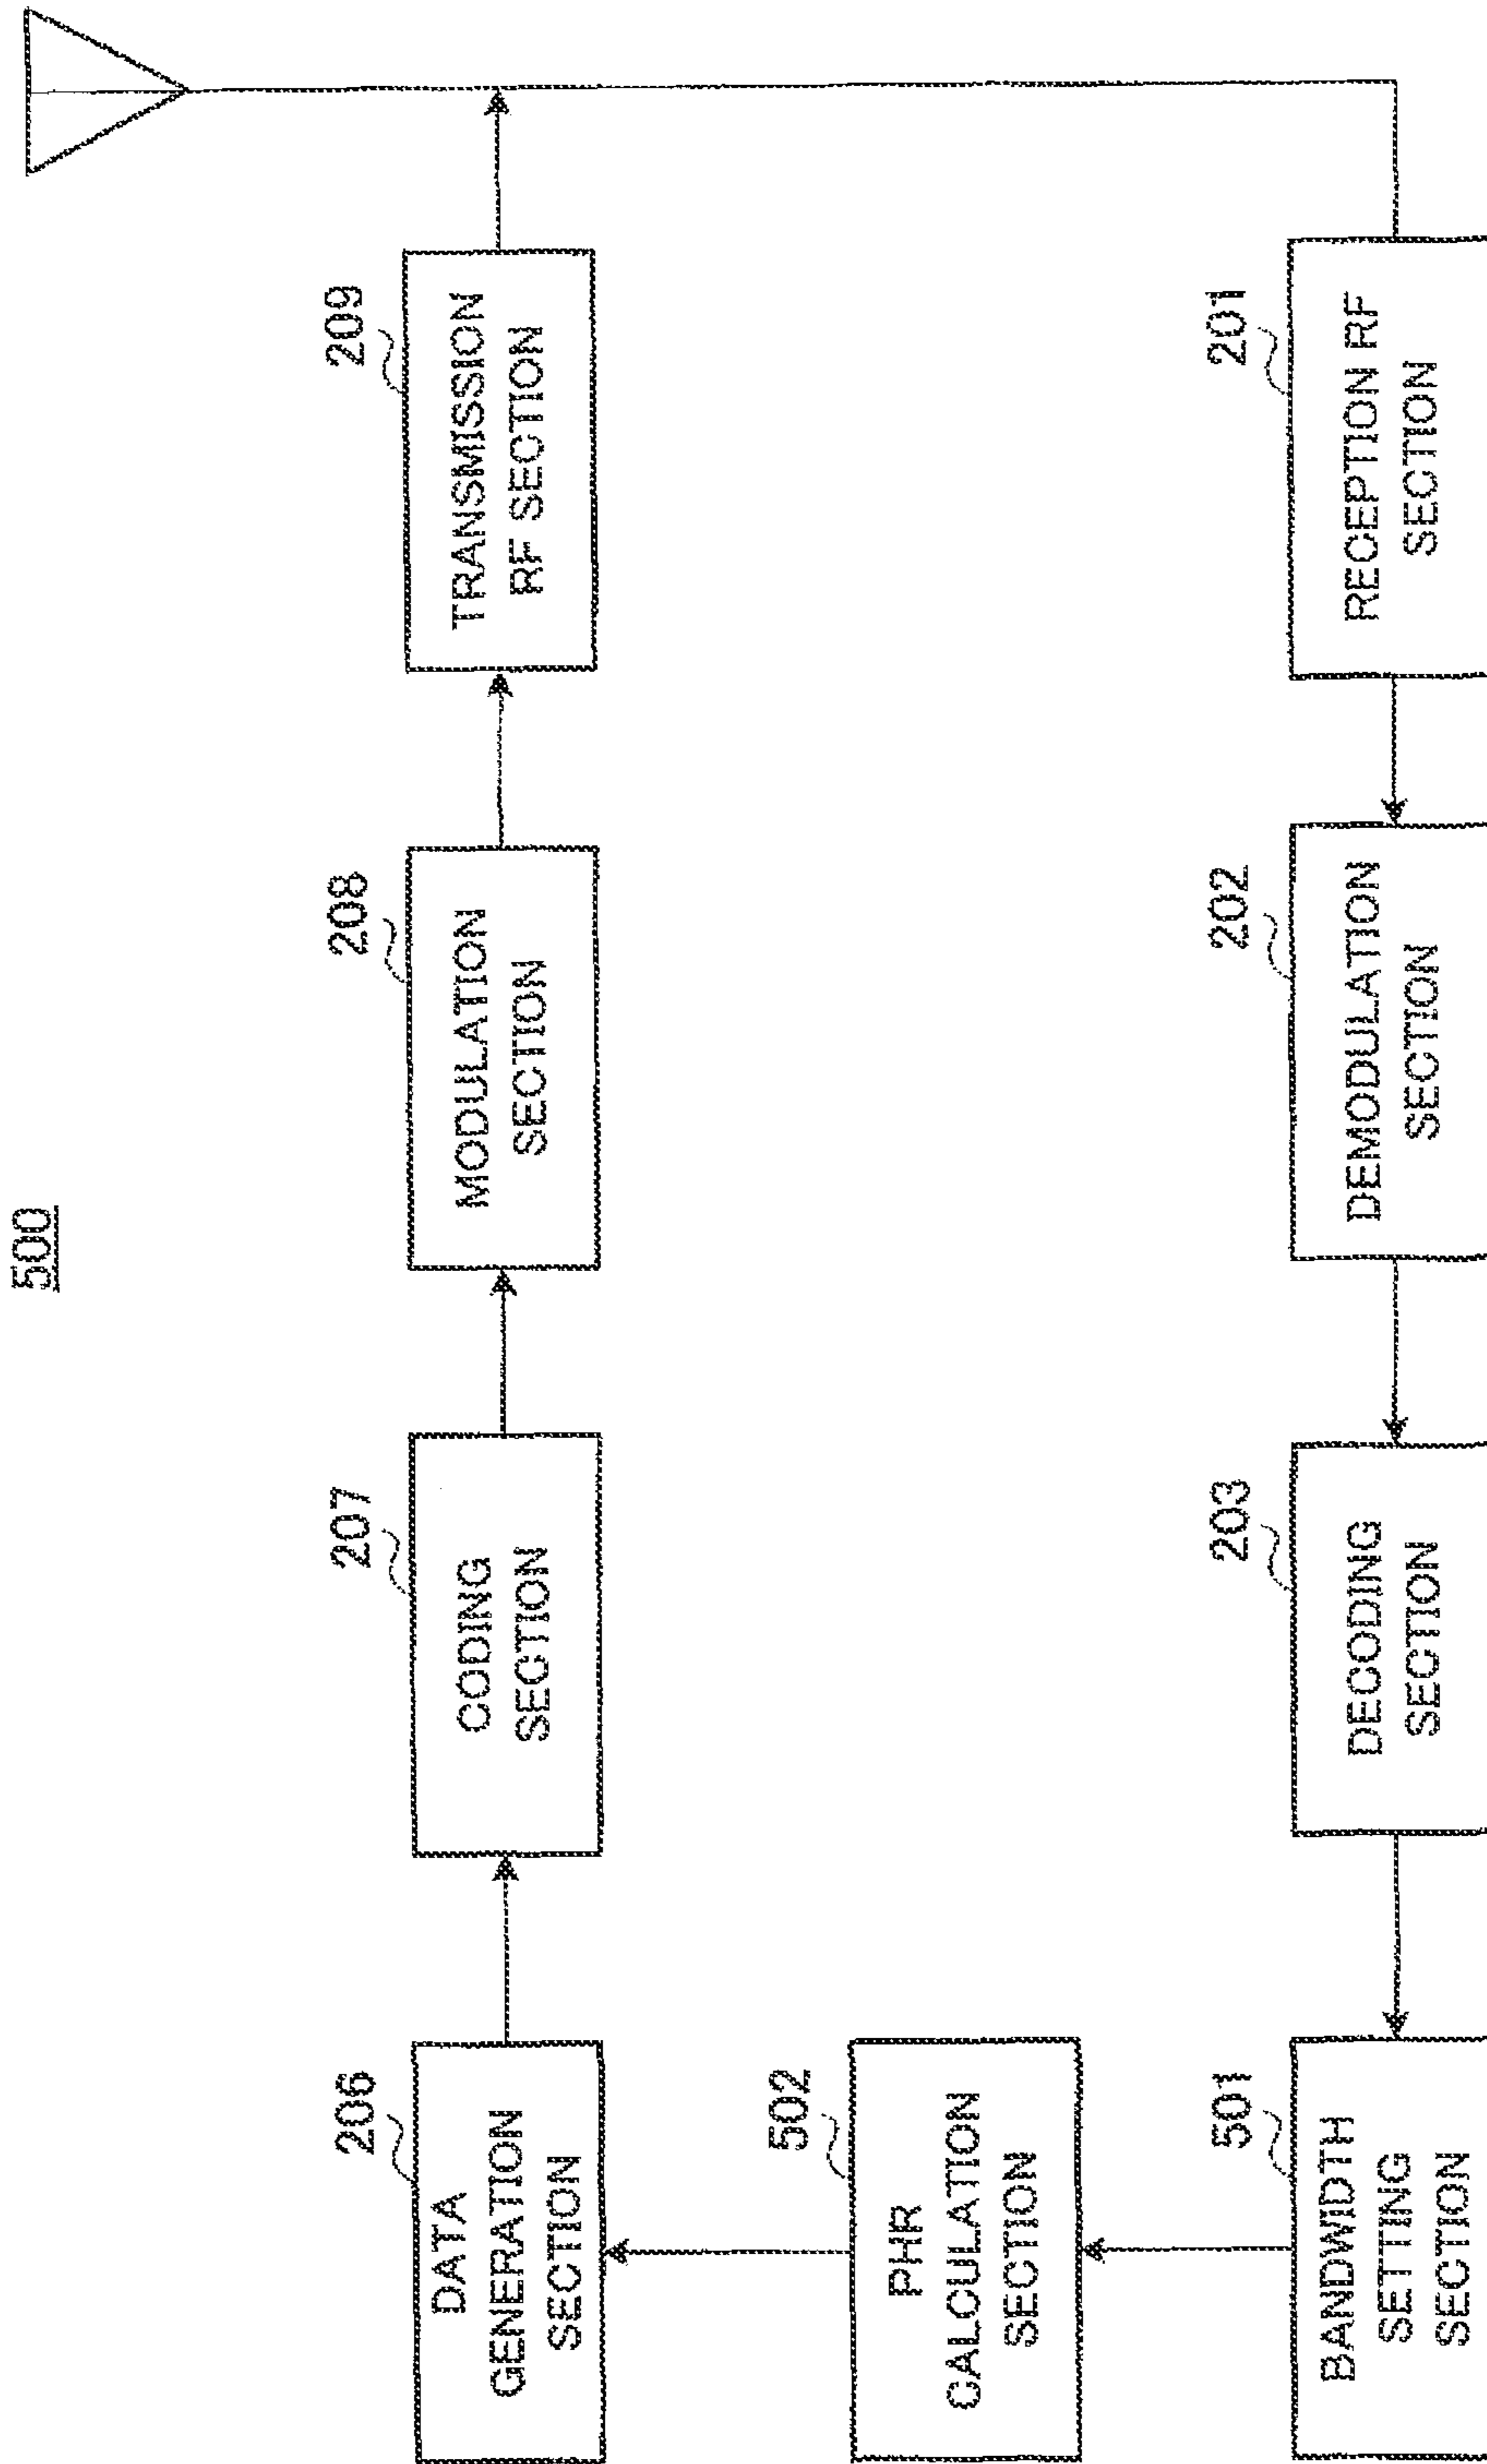 500
206
DATA
GENERATION
SECTION
207
CODING
SECTION
208
MODULATION
SECTION
209
TRANSMISSION
RF SECTION
502
PHR
CALCULATION
SECTION
501
BANDWIDTH
SETTING
SECTION
203
DECODING
SECTION
202
DEMODULATION
SECTION
201
RECEPTION RF
SECTION